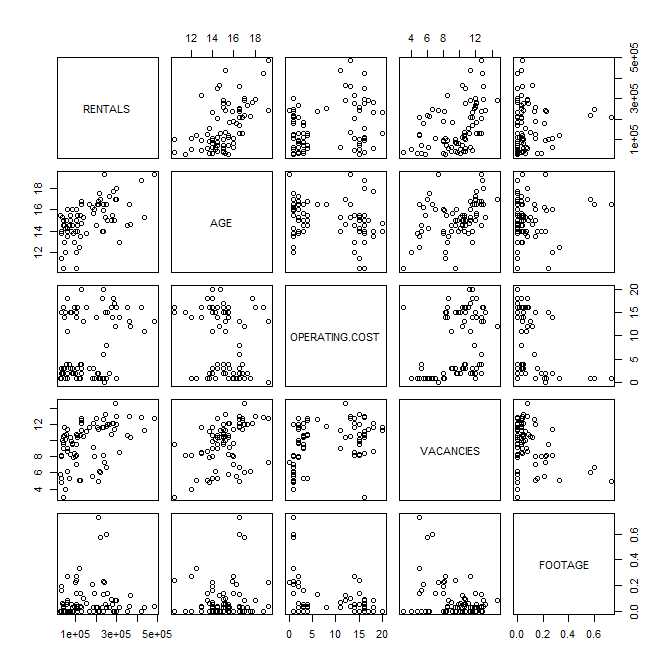 12 14 16 18
4 6 8 12
RENTALS
1e+05 3e+05 5e+05
12 14 16 18
AGE
OPERATING.COST
0 5 10 15 20
4 6 8 12
VACCANCIES
FOOTAGE
0.0 0.2 0.4 0.6
1e+05 3e+05 5e+05
0 5 10 15 20
0.0 0.2 0.4 0.6